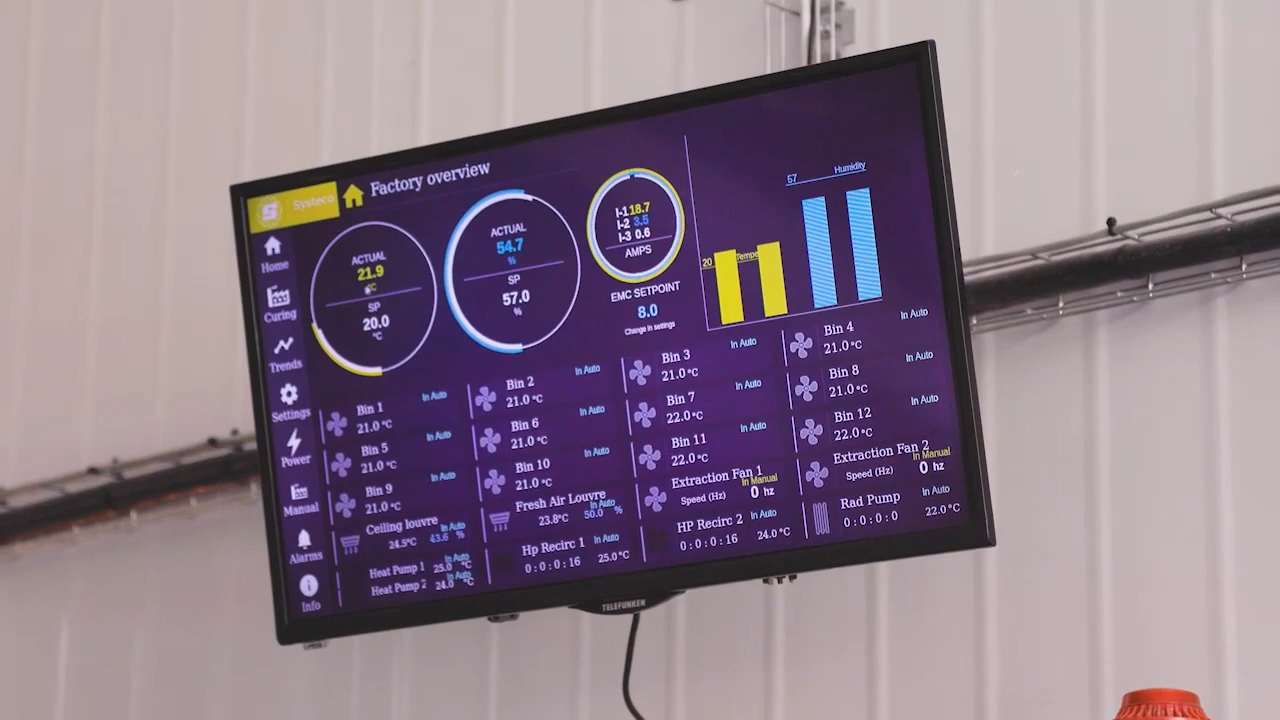 Systeco
Factory overview
Home
Curing
Trends
Settings
Power
Manual
Alarms
Info
ACTUAL
21.9
°C
SP
20.0
°C
ACTUAL
54.7
%
SP
57.0
%
I-1 18.7
I-2 3.5
I-3 0.6
AMPS
EMC SETPOINT
8.0
Change in settings
20
Tempe
57 Humidity
Bin 1 In Auto
21.0 °C
Bin 2 In Auto
21.0 °C
Bin 3 In Auto
21.0 °C
Bin 4 In Auto
21.0 °C
Bin 5 In Auto
21.0 °C
Bin 6 In Auto
21.0 °C
Bin 7 In Auto
22.0 °C
Bin 8 In Auto
21.0 °C
Bin 9 In Auto
21.0 °C
Bin 10 In Auto
21.0 °C
Bin 11 In Auto
22.0 °C
Bin 12 In Auto
22.0 °C
Ceiling louvre In Auto
24.5°C 43.6 %
Fresh Air Louvre In Auto
23.8°C 50.0 %
Extraction Fan 1 In Manual
Speed (Hz) 0 hz
Extraction Fan 2 In Manual
Speed (Hz) 0 hz
Heat Pump 1 In Auto
25.0 °C
Heat Pump 2 In Auto
24.0 °C
Hp Recirc 1 In Auto
0:0:0:16 25.0°C
HP Recirc 2 In Auto
0:0:0:16 24.0°C
Rad Pump In Auto
0:0:0:0 22.0°C
TELEFUNKEN